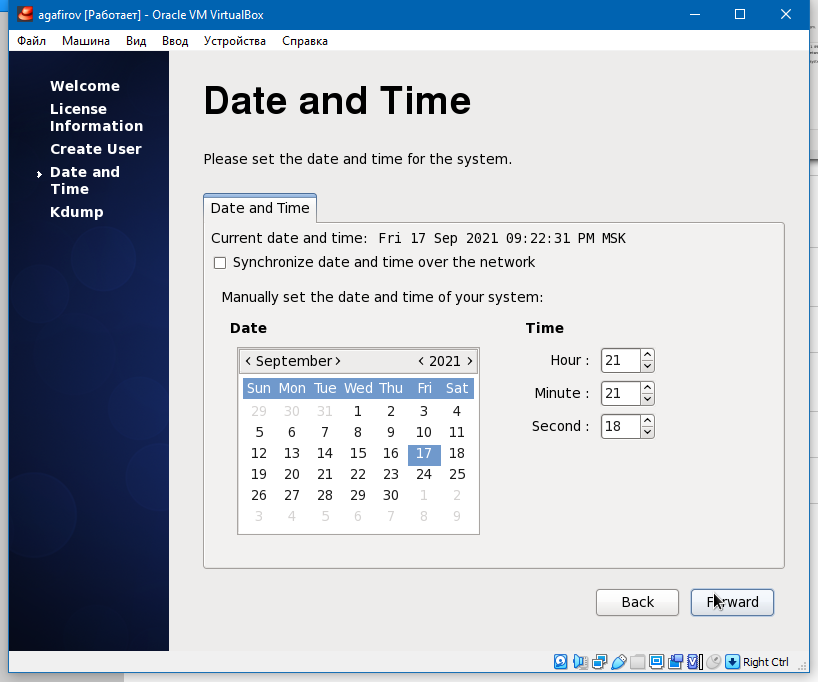 agafirov [Работает] - Oracle VM VirtualBox
Файл Машина Вид Ввод Устройства Справка
Welcome
License
Information
Create User
Date and
Time
Kdump
Date and Time
Please set the date and time for the system.
Date and Time
Current date and time: Fri 17 Sep 2021 09:22:31 PM MSK
Synchronize date and time over the network
Manually set the date and time of your system:
Date
< September > < 2021 >
Sun Mon Tue Wed Thu Fri Sat
29 30 31 1 2 3 4
5 6 7 8 9 10 11
12 13 14 15 16 17 18
19 20 21 22 23 24 25
26 27 28 29 30 1 2
3 4 5 6 7 8 9
Time
Hour : 21
Minute : 21
Second : 18
Back Forward
Right Ctrl